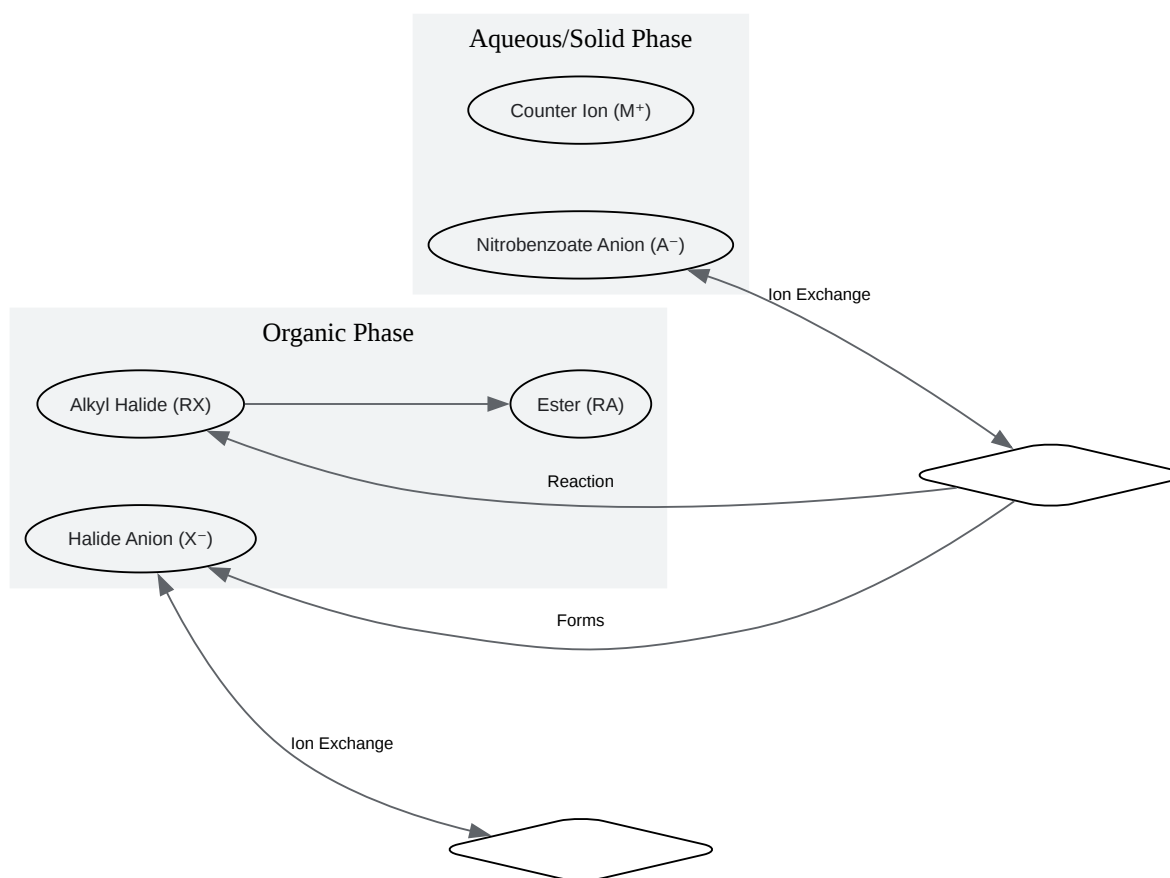 Aqueous/Solid Phase
Counter Ion (M⁺)
Nitrobenzoate Anion (A⁻)
Ion Exchange
Organic Phase
Alkyl Halide (RX)
Ester (RA)
Reaction
Halide Anion (X⁻)
Forms
Ion Exchange